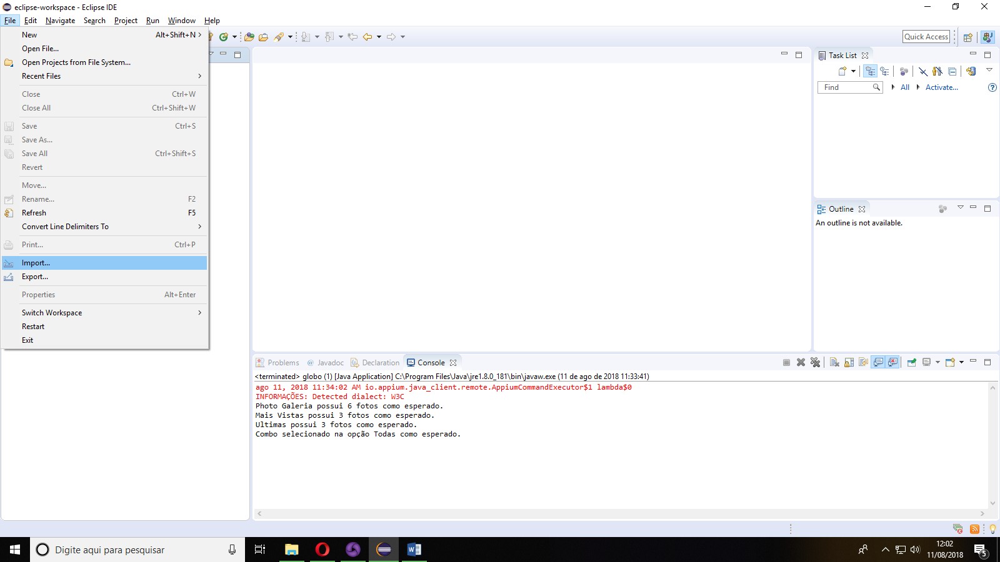 eclipse-workspace - Eclipse IDE
File Edit Navigate Search Project Run Window Help
New Alt+Shift+N
Open File...
Open Projects from File System...
Recent Files
Close Ctrl+W
Close All Ctrl+Shift+W
Save Ctrl+S
Save As...
Save All Ctrl+Shift+S
Revert
Move...
Rename... F2
Refresh F5
Convert Line Delimiters To
Print... Ctrl+P
Import...
Export...
Properties Alt+Enter
Switch Workspace
Restart
Exit
Quick Access
Task List
Find All Activate...
Outline
An outline is not available.
Problems @ Javadoc Declaration Console
<terminated> globo (1) [Java Application] C:\Program Files\Java\jre1.8.0_181\bin\javaw.exe (11 de ago de 2018 11:33:41)
ago 11, 2018 11:34:02 AM io.appium.java_client.remote.AppiumCommandExecutor$1 lambda$0
INFORMAÇÕES: Detected dialect: W3C
Photo Galeria possui 6 fotos como esperado.
Mais Vistas possui 3 fotos como esperado.
Ultimas possui 3 fotos como esperado.
Combo selecionado na opção Todas como esperado.
Digite aqui para pesquisar
12:02
11/08/2018
5